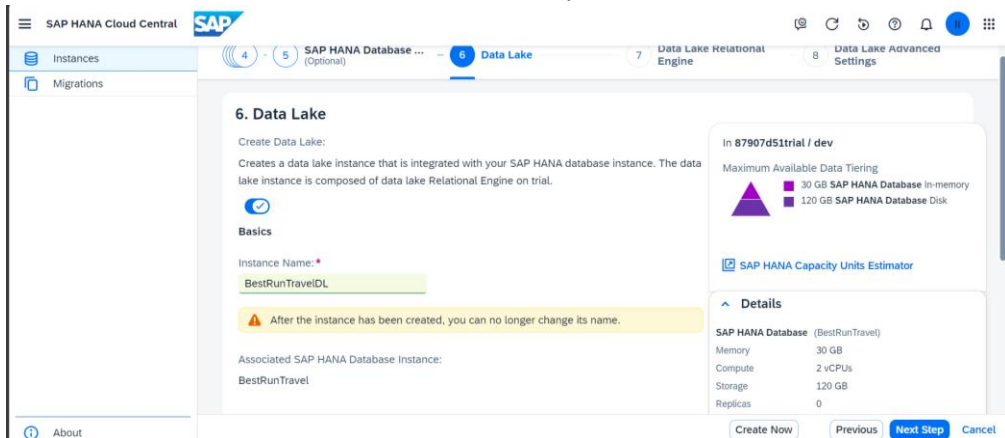 SAP HANA Cloud Central
SAP
Instances
Migrations
4 - 5 SAP HANA Database ... (Optional)
6 Data Lake
7 Data Lake Relational Engine
8 Data Lake Advanced Settings
6. Data Lake
Create Data Lake:
Creates a data lake instance that is integrated with your SAP HANA database instance. The data
lake instance is composed of data lake Relational Engine on trial.
Basics
Instance Name: *
BestRunTravelDL
After the instance has been created, you can no longer change its name.
Associated SAP HANA Database Instance:
BestRunTravel
In 87907d51trial / dev
Maximum Available Data Tiering
30 GB SAP HANA Database In-memory
120 GB SAP HANA Database Disk
SAP HANA Capacity Units Estimator
Details
SAP HANA Database (BestRunTravel)
Memory 30 GB
Compute 2 vCPUs
Storage 120 GB
Replicas 0
About
Create Now
Previous
Next Step
Cancel